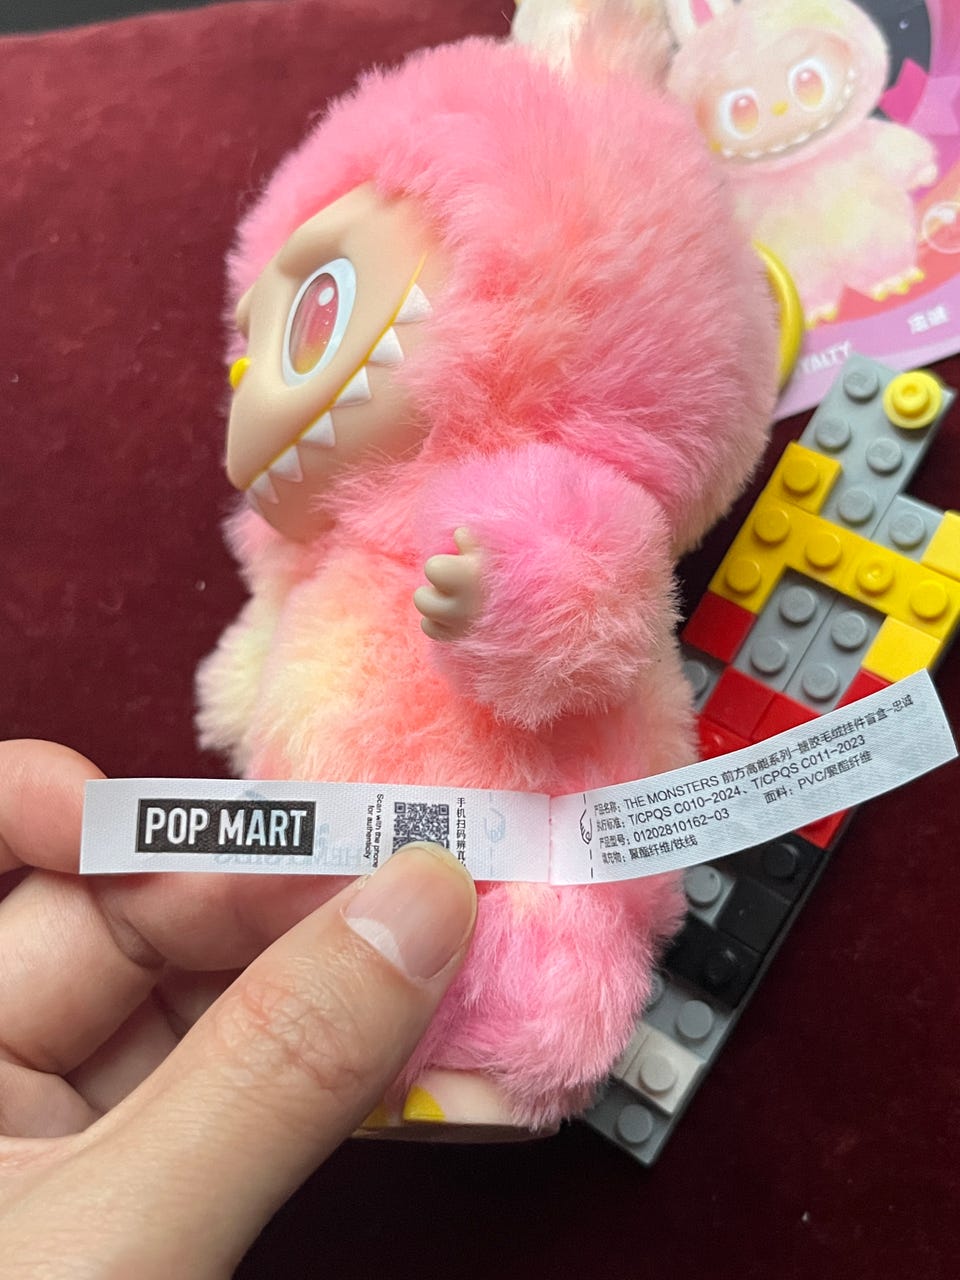 忠诚
POP MART
Scan with the phone
for authenticity
手机扫码辨真
产品名称：THE MONSTERS 前方高能系列-搪胶毛绒挂件盲盒-忠诚
执行标准：T/CPQS C010-2024、T/CPQS C011-2023
产品型号：01202810162-03
面料：PVC/聚酯纤维
填充物：聚酯纤维/铁线